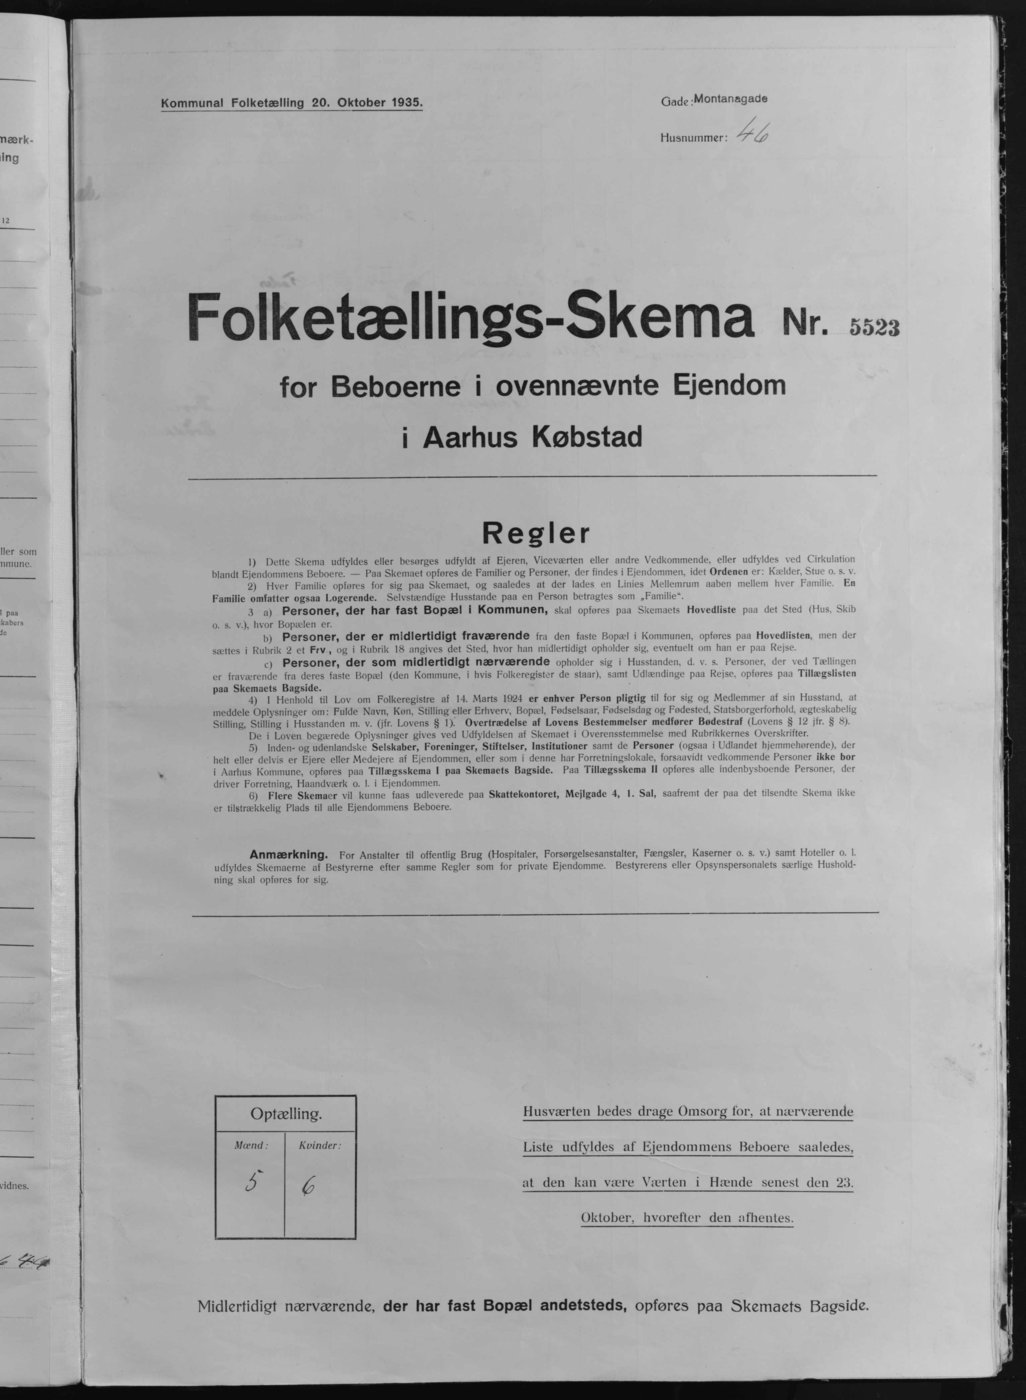 Kommunal Folketælling 20. Oktober 1935.
Gade: Montanagade
Husnummer: 46
Folketællings-Skema Nr. 5523
for Beboerne i ovennævnte Ejendom
i Aarhus Købstad
Regler
1) Dette Skema udfyldes eller besørges udfyldt af Ejeren, Viceværten eller andre Vedkommende, eller udfyldes ved Cirkulation
blandt Ejendommens Beboere. — Paa Skemaet opføres de Familier og Personer, der findes i Ejendommen, idet Ordenen er: Kælder, Stue o. s. v.
2) Hver Familie opføres for sig paa Skemaet, og saaledes at der lades en Linies Mellemrum aaben mellem hver Familie. En
Familie omfatter ogsaa Logerende. Selvstændige Husstande paa en Person betragtes som „Familie".
3 a) Personer, der har fast Bopæl i Kommunen, skal opføres paa Skemaets Hovedliste paa det Sted (Hus, Skib
o. s. v.), hvor Bopælen er.
b) Personer, der er midlertidigt fraværende fra den faste Bopæl i Kommunen, opføres paa Hovedlisten, men der
sættes i Rubrik 2 et Frv., og i Rubrik 18 angives det Sted, hvor han midlertidigt opholder sig, eventuelt om han er paa Rejse.
c) Personer, der som midlertidigt nærværende opholder sig i Husstanden, d. v. s. Personer, der ved Tællingen
er fraværende fra deres faste Bopæl (den Kommune, i hvis Folkeregister de staar), samt Udlændinge paa Rejse, opføres paa Tillægslisten
paa Skemaets Bagside.
4) I Henhold til Lov om Folkeregistre af 14. Marts 1924 er enhver Person pligtig til for sig og Medlemmer af sin Husstand, at
meddele Oplysninger om: Fulde Navn, Køn, Stilling eller Erhverv, Bopæl, Fødselsaar, Fødselsdag og Fødested, Statsborgerforhold, ægteskabelig
Stilling, Stilling i Husstanden m. v. (jfr. Lovens § 1). Overtrædelse af Lovens Bestemmelser medfører Bødestraf (Lovens § 12 jfr. § 8).
De i Loven begærede Oplysninger gives ved Udfyldelsen af Skemaet i Overensstemmelse med Rubrikkernes Overskrifter.
5) Inden- og udenlandske Selskaber, Foreninger, Stiftelser, Institutioner samt de Personer (ogsaa i Udlandet hjemmehørende), der
helt eller delvis er Ejere eller Medejere af Ejendommen, eller som i denne har Forretningslokale, forsaavidt vedkommende Personer ikke bor
i Aarhus Kommune, opføres paa Tillægsskema I paa Skemaets Bagside. Paa Tillægsskema II opføres alle indenbysboende Personer, der
driver Forretning, Haandværk o. l. i Ejendommen.
6) Flere Skemaer vil kunne faas udleverede paa Skattekontoret, Mejlgade 4, 1. Sal, saafremt der paa det tilsendte Skema ikke
er tilstrækkelig Plads til alle Ejendommens Beboere.
Anmærkning. For Anstalter til offentlig Brug (Hospitaler, Forsørgelsesanstalter, Fængsler, Kaserner o. s. v.) samt Hoteller o. l.
udfyldes Skemaerne af Bestyrerne efter samme Regler som for private Ejendomme. Bestyrerens eller Opsynspersonalets særlige Hushold-
ning skal opføres for sig.
Optælling.
Mænd: Kvinder:
5 6
Husværten bedes drage Omsorg for, at nærværende
Liste udfyldes af Ejendommens Beboere saaledes,
at den kan være Værten i Hænde senest den 23.
Oktober, hvorefter den afhentes.
Midlertidigt nærværende, der har fast Bopæl andetsteds, opføres paa Skemaets Bagside.